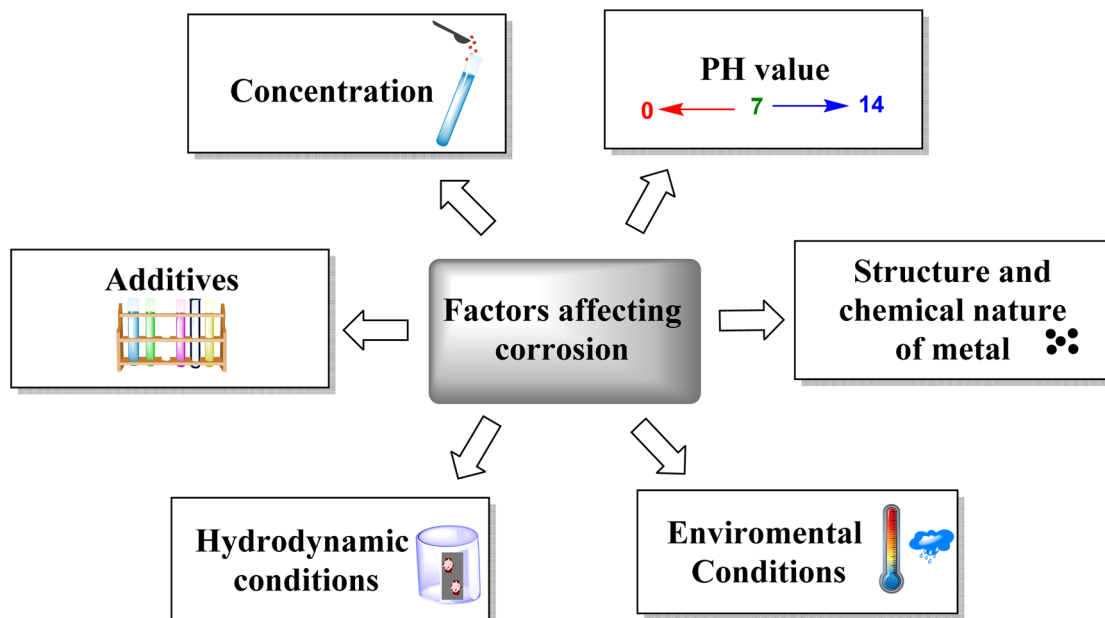 Concentration
PH value
0 7 14
Additives
Factors affecting
corrosion
Structure and
chemical nature
of metal
Hydrodynamic
conditions
Enviromental
Conditions